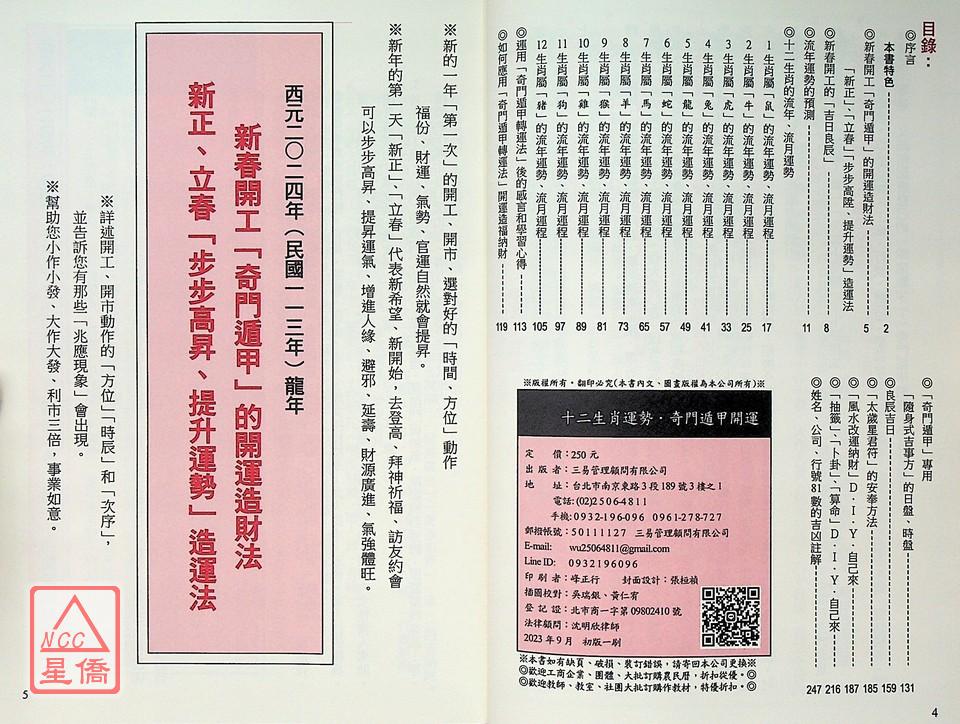 目錄：
◎序言
本書特色 2
◎新春開工「奇門遁甲」的開運造財法 5
「新正」、「立春」「步步高陞、提升運勢」造運法
◎新春開工的「吉日良辰」 8
◎流年運勢的預測 11
◎十二生肖的流年、流月運勢
1 生肖屬「鼠」的流年運勢、流月運程 17
2 生肖屬「牛」的流年運勢、流月運程 25
3 生肖屬「虎」的流年運勢、流月運程 33
4 生肖屬「兔」的流年運勢、流月運程 41
5 生肖屬「龍」的流年運勢、流月運程 49
6 生肖屬「蛇」的流年運勢、流月運程 57
7 生肖屬「馬」的流年運勢、流月運程 65
8 生肖屬「羊」的流年運勢、流月運程 73
9 生肖屬「猴」的流年運勢、流月運程 81
10 生肖屬「雞」的流年運勢、流月運程 89
11 生肖屬「狗」的流年運勢、流月運程 97
12 生肖屬「豬」的流年運勢、流月運程 105
◎運用「奇門遁甲轉運法」後的感言和學習心得 113
◎如何應用「奇門遁甲轉運法」開運造福納財 119
◎「奇門遁甲」專用
「隨身式吉事方」的日盤、時盤 131
◎良辰吉日 159
◎「太歲星君符」的安奉方法 185
◎「風水改運納財」D．I．Y．自己來 187
◎「抽籤」、「卜卦」、「算命」D．I．Y．自己來 216
◎姓名、公司、行號81數的吉凶註解 247
※版權所有‧翻印必究(本書內文、圖畫版權為本公司所有)※
十二生肖運勢‧奇門遁甲開運
定　　價：250 元
出 版 者：三易管理顧問有限公司
地　　址：台北市南京東路 3 段 189 號 3 樓之 1
電話:(02)2506-4811
手機:0932-196-096　0961-278-727
郵撥帳號：50111127　三易管理顧問有限公司
E-mail: wu25064811@gmail.com
Line ID: 0932196096
印 刷 者：峰正行　封面設計：張桓禎
插圖校對：吳瑞銀、黃仁宥
登 記 證：北市商一字第 09802410 號
法律顧問：沈明欣律師
2023 年 9 月　初版一刷
※本書如有缺頁、破損、裝訂錯誤，請寄回本公司更換※
◎歡迎工商企業、團體、大批訂購農民曆，折扣從優。◎
◎歡迎教師、教室、社團大批訂購作教材，特優折扣。◎
4
※新的一年「第一次」的開工、開市、選對好的「時間、方位」動作
福份、財運、氣勢、官運自然就會提昇。
※新年的第一天「新正」、「立春」代表新希望、新開始，去登高、拜神祈福、訪友約會
可以步步高昇、提昇運氣、增進人緣、避邪、延壽、財源廣進、氣強體旺。
西元二〇二四年（民國一一三年）龍年
新春開工「奇門遁甲」的開運造財法
新正、立春「步步高昇、提升運勢」造運法
※詳述開工、開市動作的「方位」「時辰」和「次序」，
並告訴您有那些「兆應現象」會出現。
※幫助您小作小發、大作大發、利市三倍，事業如意。
NCC
星僑
5